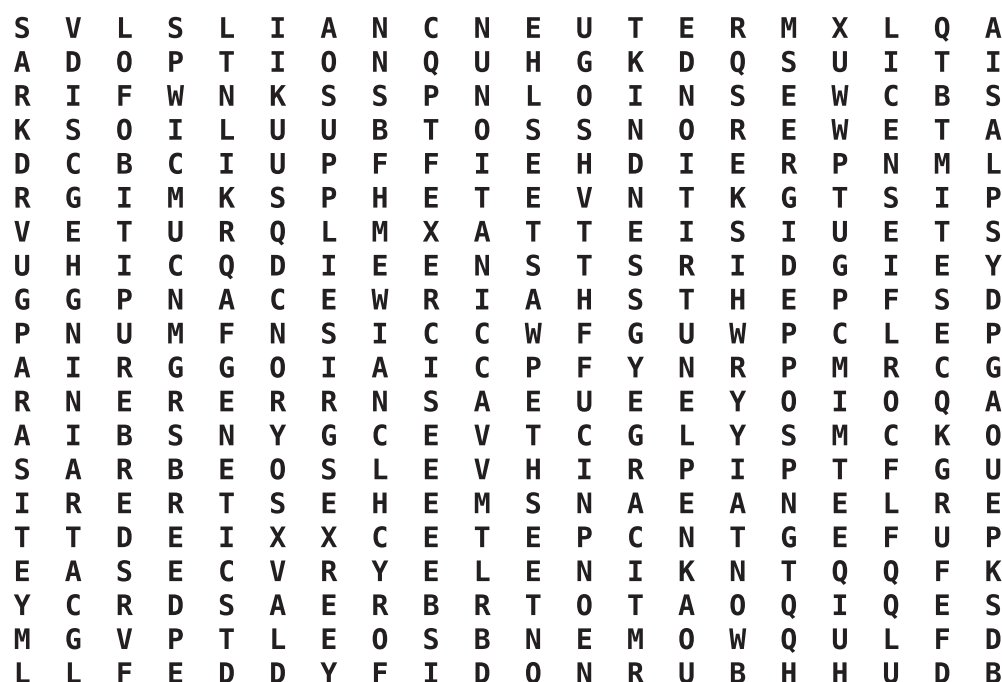 S V L S L I A N C N E U T E R M X L Q A
A D O P T I O N Q U H G K D Q S U I T I
R I F W N K S S P N L O I N S E W C B S
K S O I L U U B T O S S N O R E W E T A
D C B C I U P F F I E H D I E R P N M L
R G I M K S P H E T E V N T K G T S I P
V E T U R Q L M X A T T E I S I U E T S
U H I C Q D I E E N S T S R I D G I E Y
G G P N A C E W R I A H S T H E P F S D
P N U M F N S I C C W F G U W P C L E P
A I R G G O I A I C P F Y N R P M R C G
R N E R E R R N S A E U E E Y O I O Q A
A I B S N Y G C E V T C G L Y S M C K O
S A R B E O S L E V H I R P I P T F G U
I R E R T S E H E M S N A E A N E L R E
T T D E I X X C E T E P C N T G E F U P
E A S E C V R Y E L E N I K N T Q Q F K
Y C R D S A E R B R T O T A O Q I Q E S
M G V P T L E O S B N E M O W Q U L F D
L L F E D D Y F I D O N R U B H H U D B